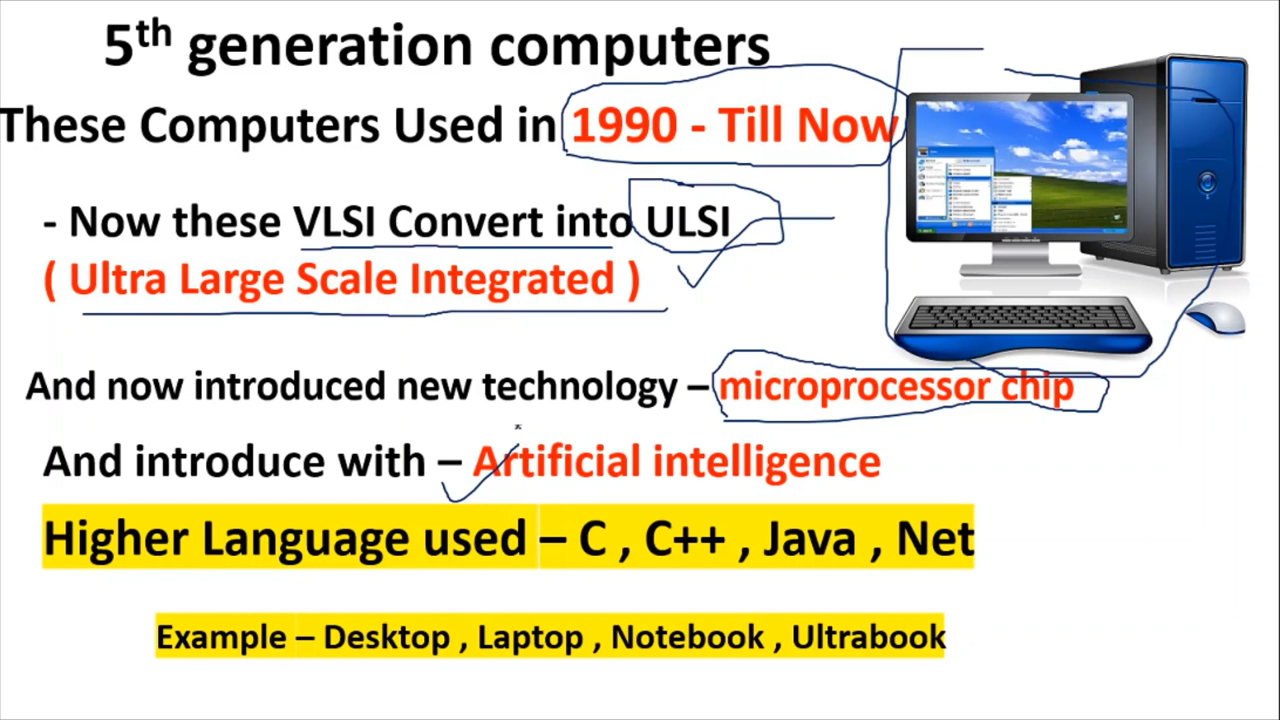 5th generation computers
These Computers Used in 1990 - Till Now
- Now these VLSI Convert into ULSI
( Ultra Large Scale Integrated )
And now introduced new technology – microprocessor chip
And introduce with – Artificial intelligence
Higher Language used – C , C++ , Java , Net
Example – Desktop , Laptop , Notebook , Ultrabook